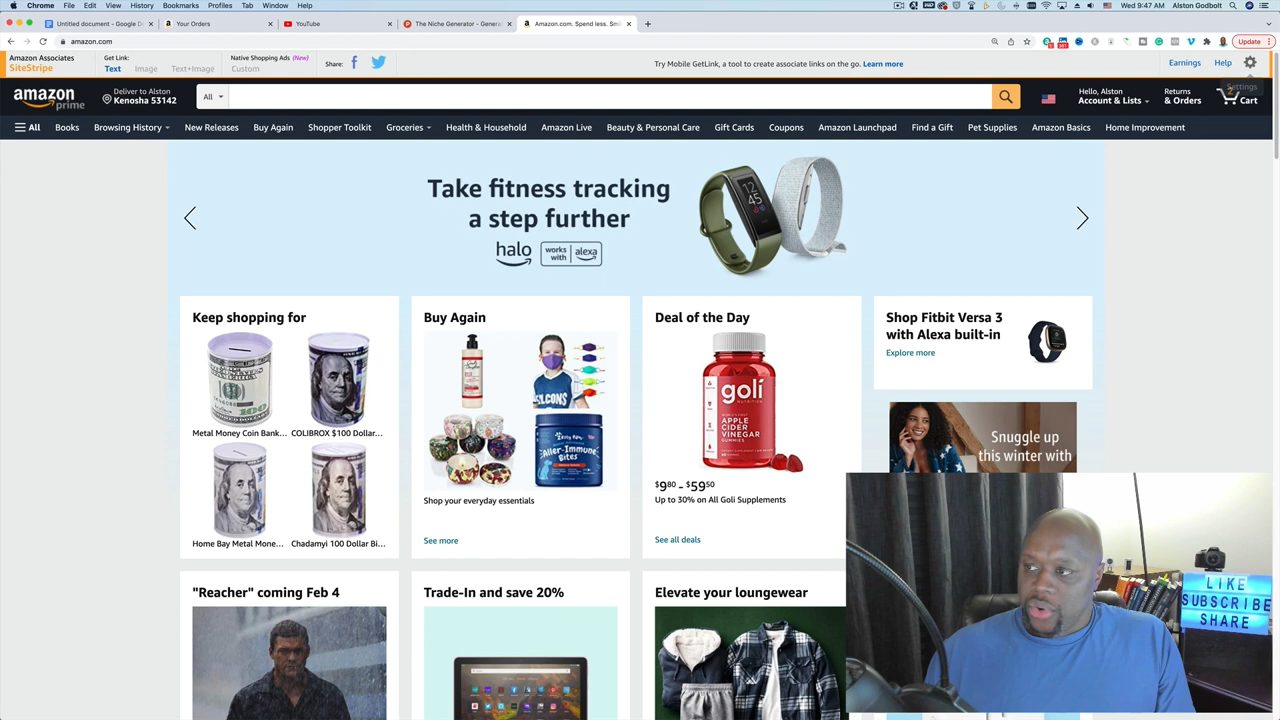 Chrome File Edit View History Bookmarks Profiles Tab Window Help Wed 9:47 AM Alston Godbolt
Untitled document - Google D Your Orders YouTube The Niche Generator - Genera Amazon.com. Spend less. Smi
amazon.com Update
Amazon Associates
SiteStripe
Get Link:
Text Image Text+Image
Native Shopping Ads (New)
Custom
Share:
Try Mobile GetLink, a tool to create associate links on the go. Learn more
Earnings Help
Settings
amazon
prime
Deliver to Alston
Kenosha 53142
All
Hello, Alston
Account & Lists
Returns
& Orders
Cart
All Books Browsing History New Releases Buy Again Shopper Toolkit Groceries Health & Household Amazon Live Beauty & Personal Care Gift Cards Coupons Amazon Launchpad Find a Gift Pet Supplies Amazon Basics Home Improvement
Take fitness tracking
a step further
halo works with alexa
Keep shopping for
Metal Money Coin Bank... COLIBROX $100 Dollar...
Home Bay Metal Mone... Chadamyi 100 Dollar Bi...
Buy Again
Shop your everyday essentials
See more
Deal of the Day
goli
NUTRITION
APPLE
CIDER
VINEGAR
GUMMIES
$9.80 - $59.50
Up to 30% on All Goli Supplements
See all deals
Shop Fitbit Versa 3
with Alexa built-in
Explore more
Snuggle up
this winter with
"Reacher" coming Feb 4
Trade-In and save 20%
Elevate your loungewear
LIKE
SUBSCRIBE
SHARE